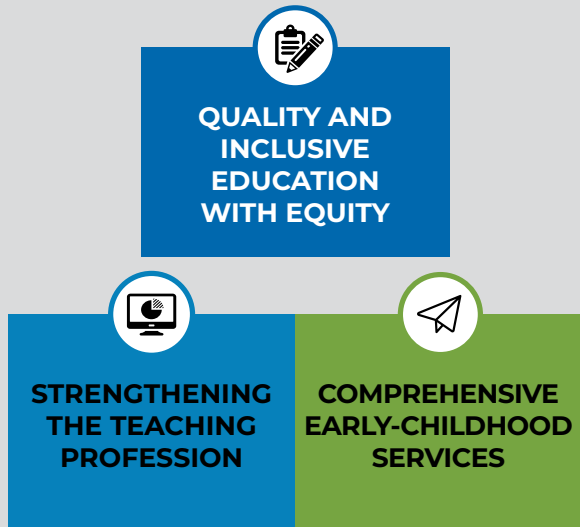 QUALITY AND
INCLUSIVE
EDUCATION
WITH EQUITY
STRENGTHENING
THE TEACHING
PROFESSION
COMPREHENSIVE
EARLY-CHILDHOOD
SERVICES